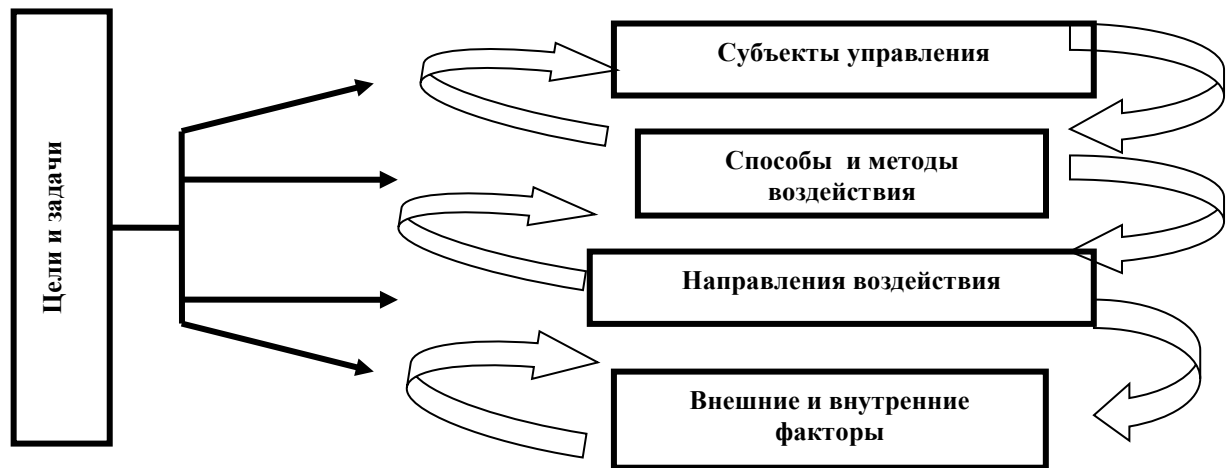 Цели и задачи
Субъекты управления
Способы и методы
воздействия
Направления воздействия
Внешние и внутренние
факторы